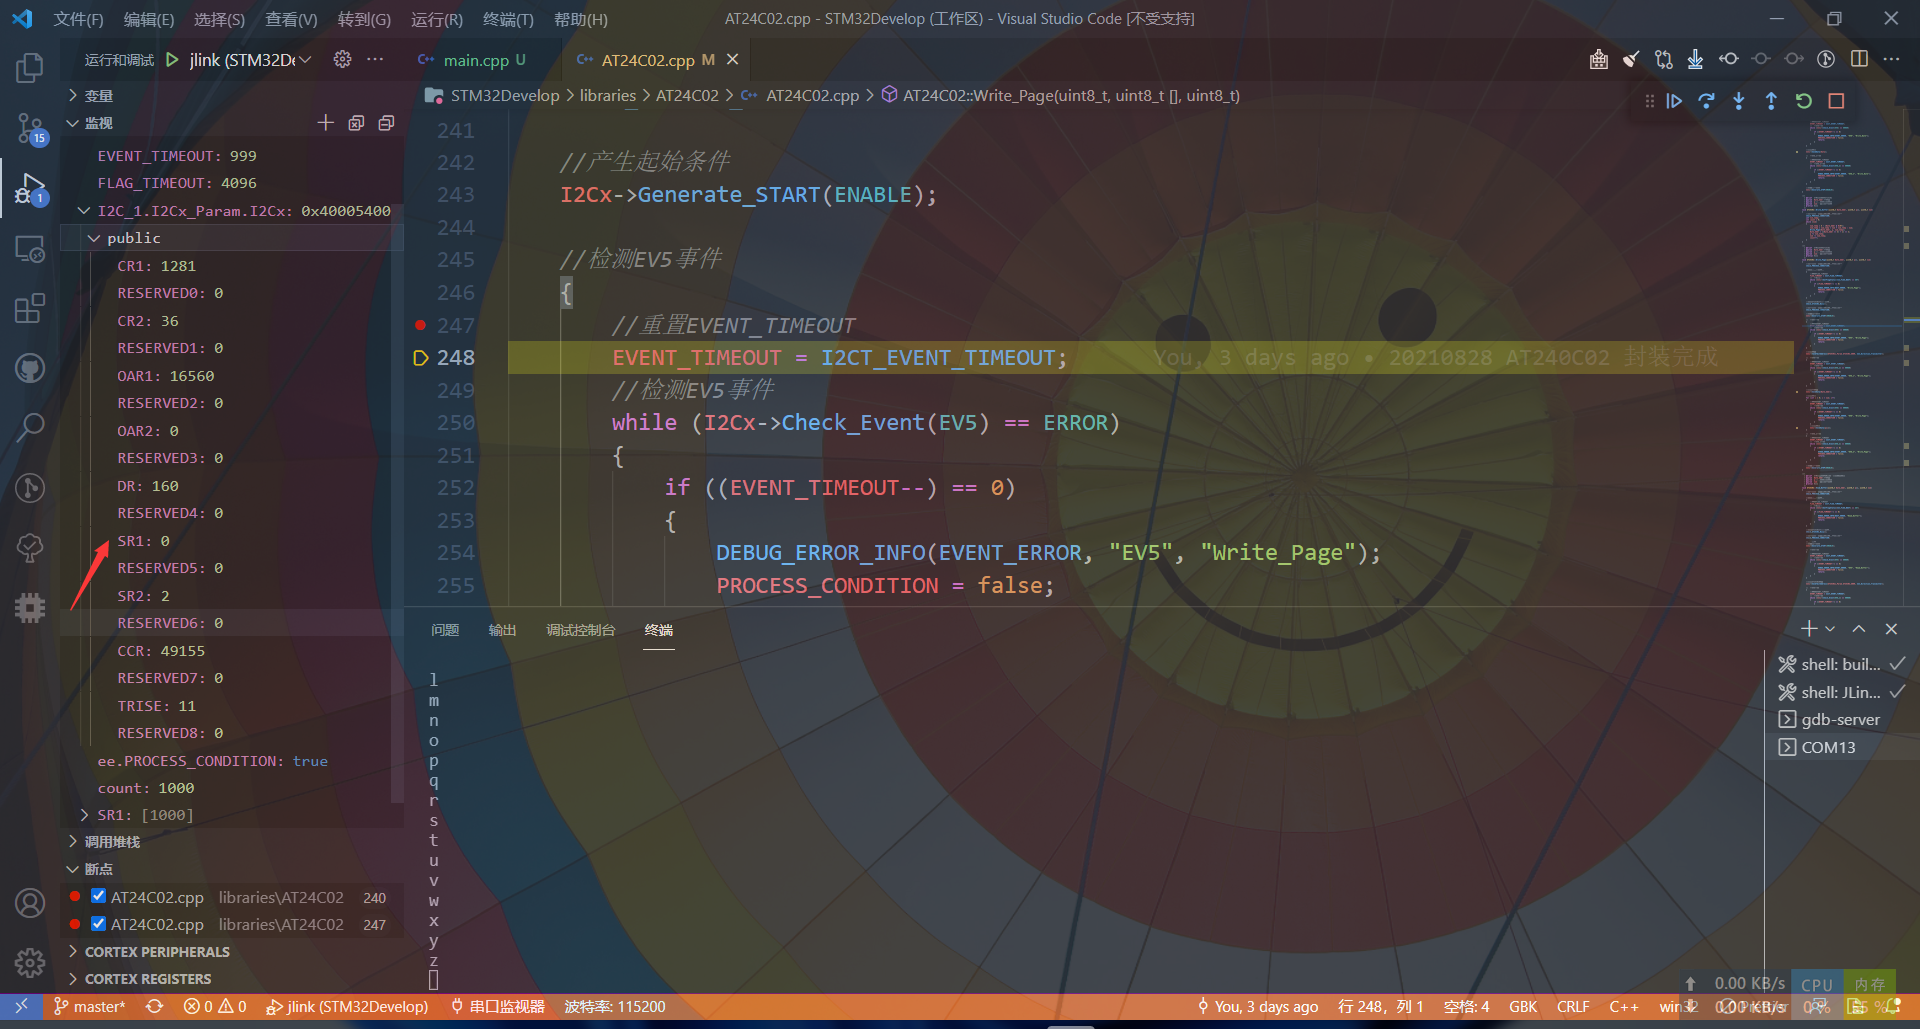 文件(F) 编辑(E) 选择(S) 查看(V) 转到(G) 运行(R) 终端(T) 帮助(H) AT24C02.cpp - STM32Develop (工作区) - Visual Studio Code [不受支持]
运行和调试 jlink (STM32De main.cpp U AT24C02.cpp M
STM32Develop > libraries > AT24C02 > AT24C02.cpp > AT24C02::Write_Page(uint8_t, uint8_t [], uint8_t)
变量
监视
EVENT_TIMEOUT: 999
FLAG_TIMEOUT: 4096
I2C_1.I2Cx_Param.I2Cx: 0x40005400
public
CR1: 1281
RESERVED0: 0
CR2: 36
RESERVED1: 0
OAR1: 16560
RESERVED2: 0
OAR2: 0
RESERVED3: 0
DR: 160
RESERVED4: 0
SR1: 0
RESERVED5: 0
SR2: 2
RESERVED6: 0
CCR: 49155
RESERVED7: 0
TRISE: 11
RESERVED8: 0
ee.PROCESS_CONDITION: true
count: 1000
SR1: [1000]
调用堆栈
断点
AT24C02.cpp libraries\AT24C02 240
AT24C02.cpp libraries\AT24C02 247
CORTEX PERIPHERALS
CORTEX REGISTERS
15
1
241
242 //产生起始条件
243 I2Cx->Generate_START(ENABLE);
244
245 //检测EV5事件
246 {
247 //重置EVENT_TIMEOUT
248 EVENT_TIMEOUT = I2CT_EVENT_TIMEOUT; You, 3 days ago • 20210828 AT240C02 封装完成
249 //检测EV5事件
250 while (I2Cx->Check_Event(EV5) == ERROR)
251 {
252 if ((EVENT_TIMEOUT--) == 0)
253 {
254 DEBUG_ERROR_INFO(EVENT_ERROR, "EV5", "Write_Page");
255 PROCESS_CONDITION = false;
问题 输出 调试控制台 终端
l
m
n
o
p
q
r
s
t
u
v
w
x
y
z
shell: buil...
shell: JLin...
gdb-server
COM13
0.00 KB/s CPU 内存
master* 0 0 jlink (STM32Develop) 串口监视器 波特率: 115200 You, 3 days ago 行 248, 列 1 空格: 4 GBK CRLF C++ win32 0.00 KB/s